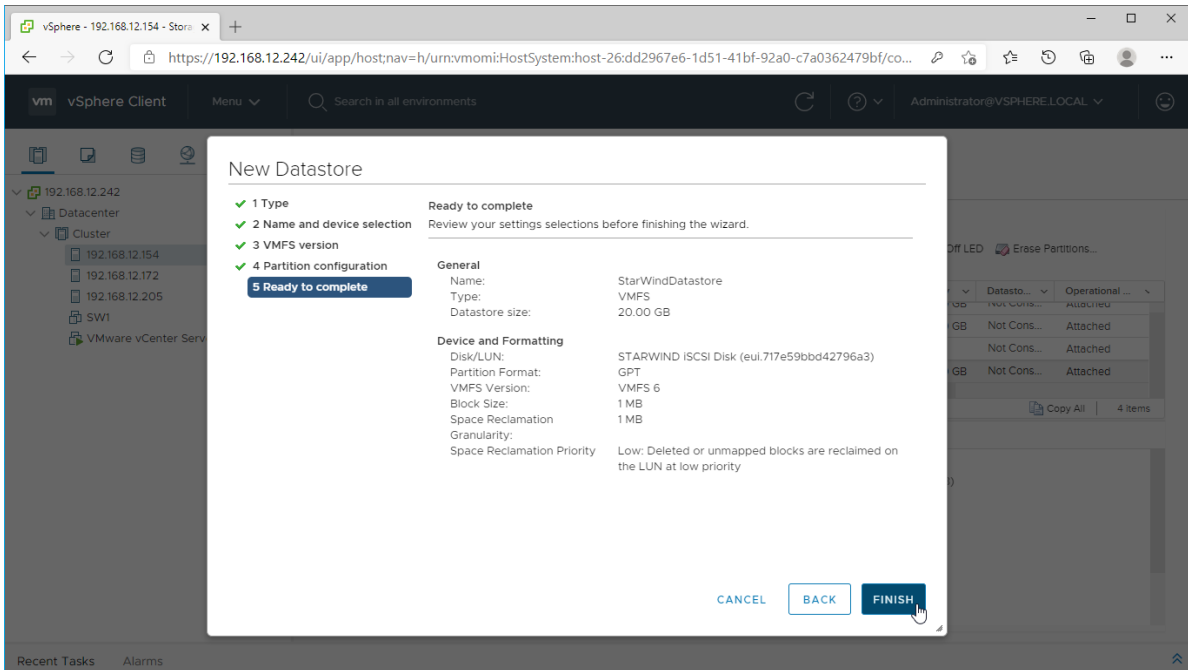 vSphere - 192.168.12.154 - Stora
https://192.168.12.242/ui/app/host;nav=h/urn:vmomi:HostSystem:host-26:dd2967e6-1d51-41bf-92a0-c7a0362479bf/co...
vm vSphere Client Menu Search in all environments Administrator@VSPHERE.LOCAL
192.168.12.242
Datacenter
Cluster
192.168.12.154
192.168.12.172
192.168.12.205
SW1
VMware vCenter Serv
New Datastore
1 Type
2 Name and device selection
3 VMFS version
4 Partition configuration
5 Ready to complete
Ready to complete
Review your settings selections before finishing the wizard.
General
Name: StarWindDatastore
Type: VMFS
Datastore size: 20.00 GB
Device and Formatting
Disk/LUN: STARWIND iSCSI Disk (eui.717e59bbd42796a3)
Partition Format: GPT
VMFS Version: VMFS 6
Block Size: 1 MB
Space Reclamation 1 MB
Granularity:
Space Reclamation Priority Low: Deleted or unmapped blocks are reclaimed on
the LUN at low priority
CANCEL BACK FINISH
Off LED Erase Partitions...
Datasto... Operational ...
GB Not Cons... Attached
GB Not Cons... Attached
Not Cons... Attached
GB Not Cons... Attached
Copy All 4 items
Recent Tasks Alarms